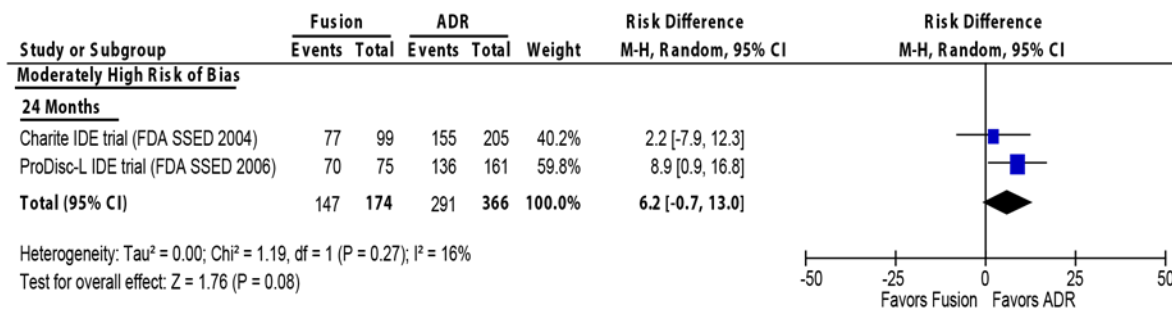 Fusion ADR Risk Difference Risk Difference
Study or Subgroup Events Total Events Total Weight M-H, Random, 95% CI M-H, Random, 95% CI
Moderately High Risk of Bias
24 Months
Charite IDE trial (FDA SSED 2004) 77 99 155 205 40.2% 2.2 [-7.9, 12.3]
ProDisc-L IDE trial (FDA SSED 2006) 70 75 136 161 59.8% 8.9 [0.9, 16.8]
Total (95% CI) 147 174 291 366 100.0% 6.2 [-0.7, 13.0]
Heterogeneity: Tau² = 0.00; Chi² = 1.19, df = 1 (P = 0.27); I² = 16%
Test for overall effect: Z = 1.76 (P = 0.08)
-50 -25 0 25 50
Favors Fusion Favors ADR